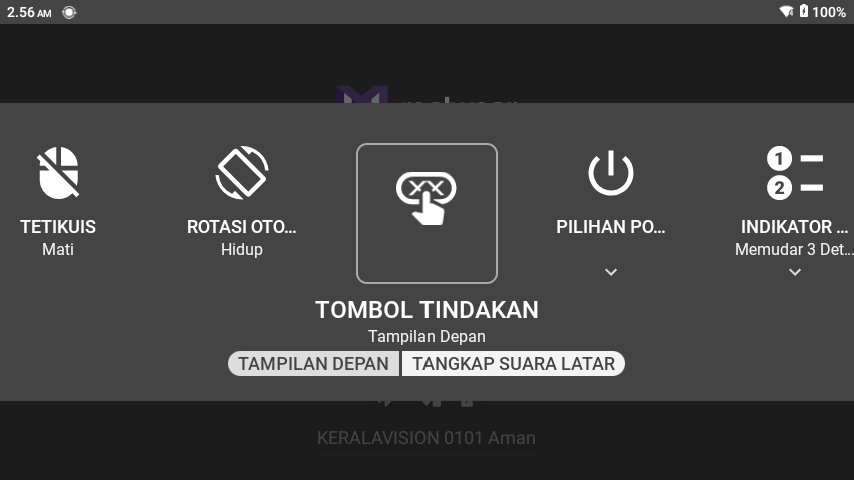 2.56 AM
100%
TETIKUIS
Mati
ROTASI OTO...
Hidup
PILIHAN PO...
1
2
INDIKATOR ...
Memudar 3 Det...
TOMBOL TINDAKAN
Tampilan Depan
TAMPILAN DEPAN
TANGKAP SUARA LATAR
KERALAVISION 0101 Aman